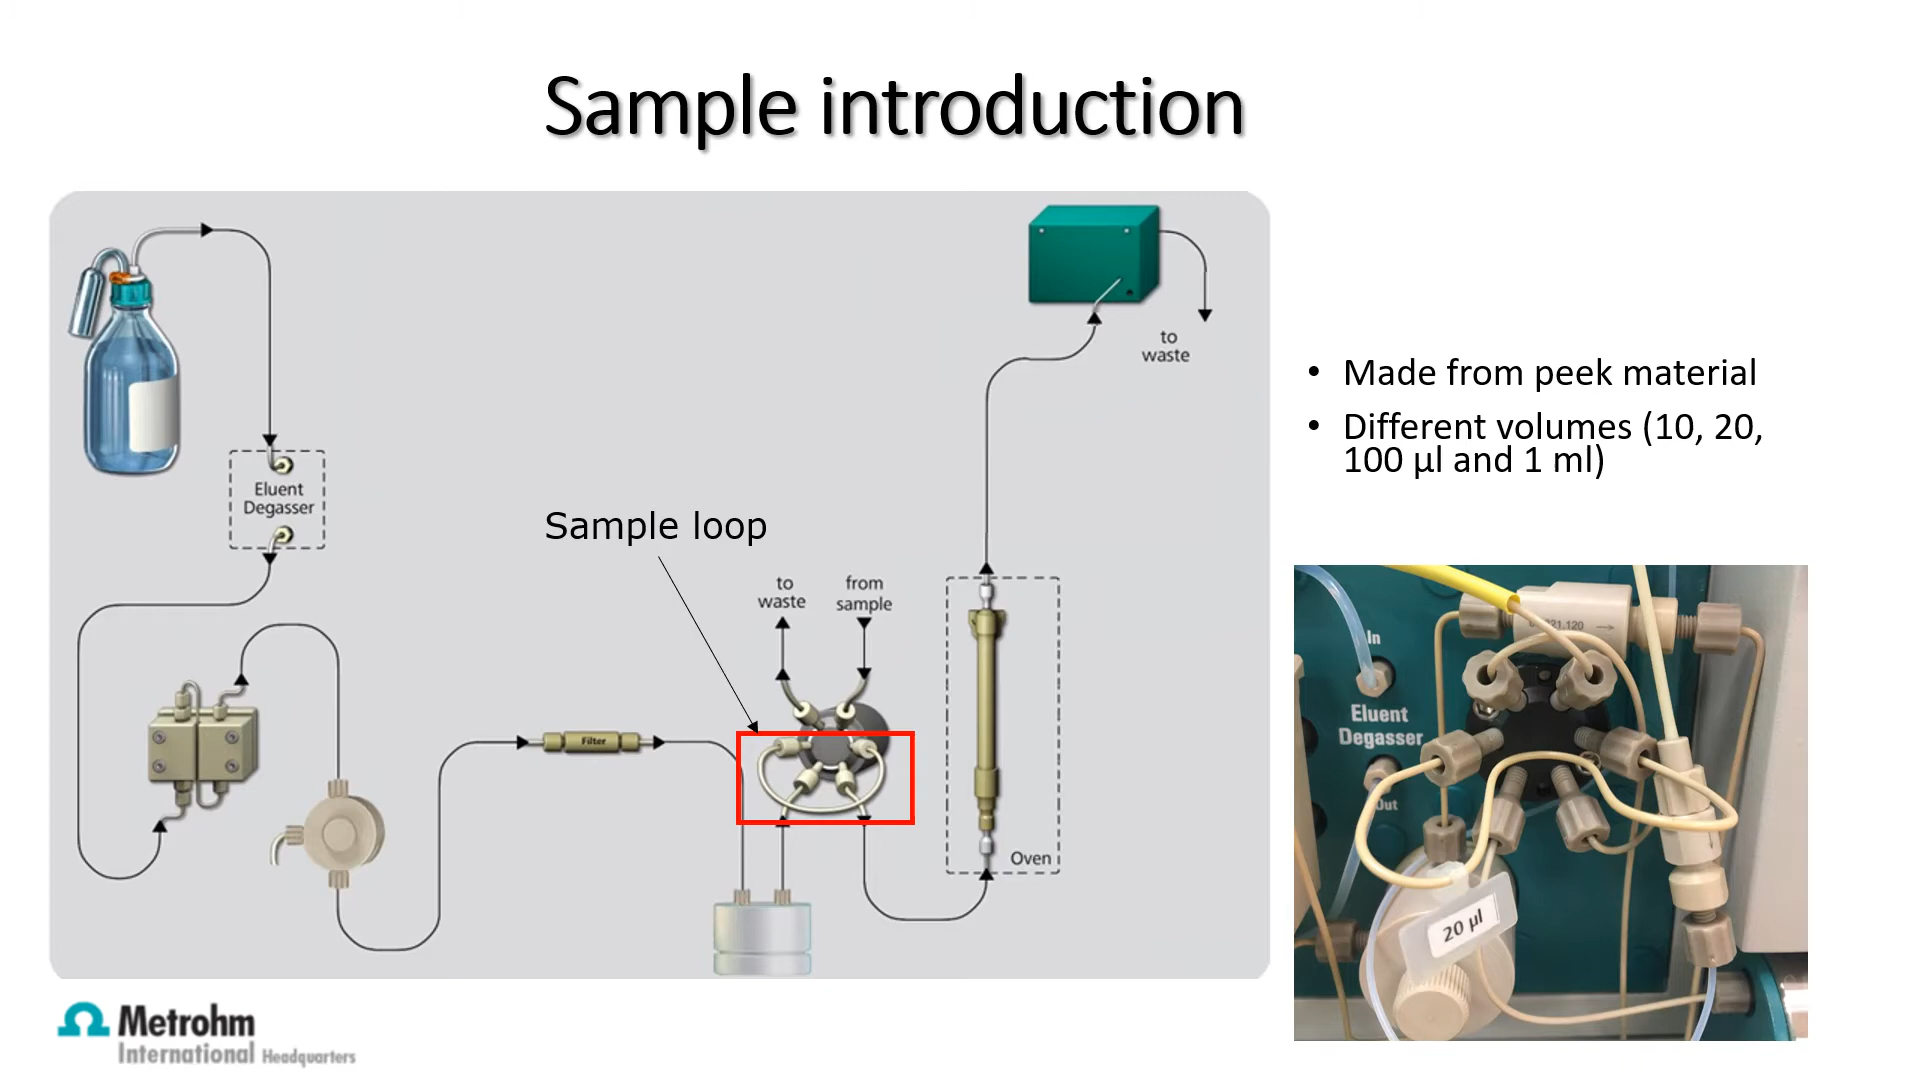 Sample introduction
Eluent
Degasser
Sample loop
to
waste
from
sample
Filter
Oven
to
waste
• Made from peek material
• Different volumes (10, 20,
100 µl and 1 ml)
In
Eluent
Degasser
Out
20 µl
Metrohm
International Headquarters